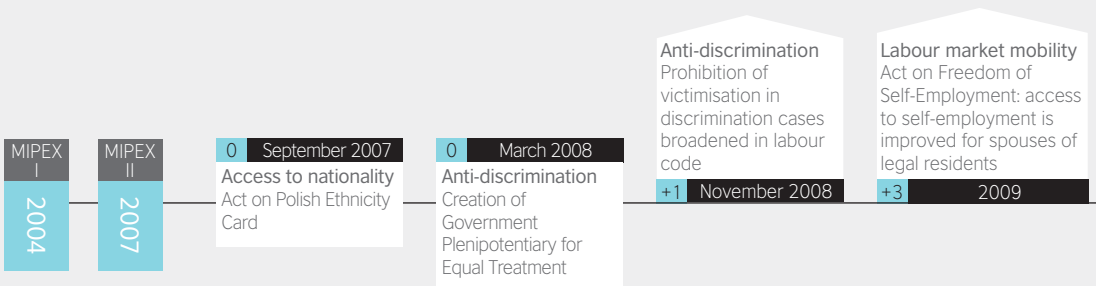 MIPEX
I
2004
MIPEX
II
2007
0 September 2007
Access to nationality
Act on Polish Ethnicity
Card
0 March 2008
Anti-discrimination
Creation of
Government
Plenipotentiary for
Equal Treatment
Anti-discrimination
Prohibition of
victimisation in
discrimination cases
broadened in labour
code
+1 November 2008
Labour market mobility
Act on Freedom of
Self-Employment: access
to self-employment is
improved for spouses of
legal residents
+3 2009